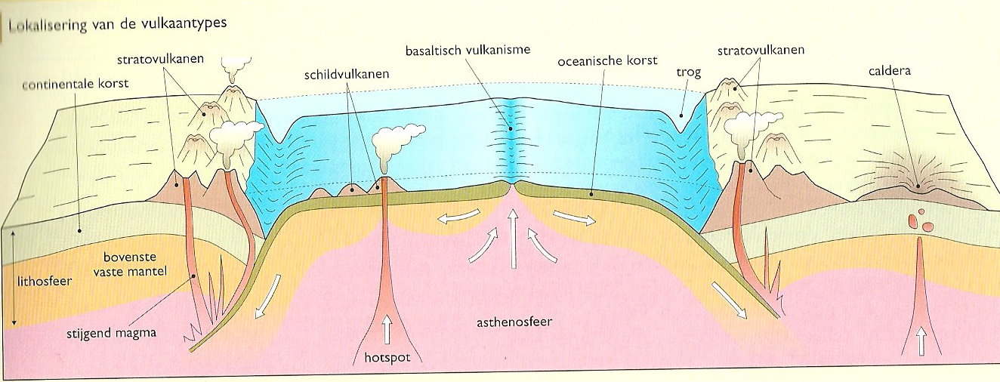 Lokalisering van de vulkaantypes
stratovulkanen
continentale korst
schildvulkanen
basaltisch vulkanisme
oceanische korst
trog
stratovulkanen
caldera
bovenste
vaste mantel
lithosfeer
stijgend magma
hotspot
asthenosfeer